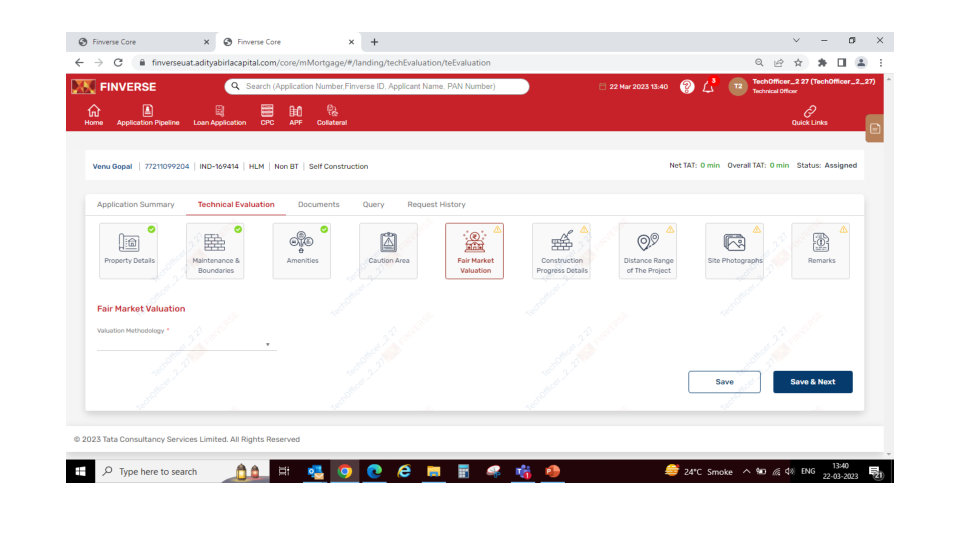 Finverse Core
Finverse Core
finverseuat.adityabirlacapital.com/core/mMortgage/#/landing/techEvaluation/teEvaluation
FINVERSE
Search (Application Number,Finverse ID, Applicant Name, PAN Number)
22 Mar 2023 13:40
3
T2
TechOfficer_2 27 (TechOfficer_2_27)
Technical Officer
Home
Application Pipeline
Loan Application
CPC
APF
Collateral
Quick Links
Venu Gopal | 77211099204 | IND-169414 | HLM | Non BT | Self Construction
Net TAT: 0 min Overall TAT: 0 min Status: Assigned
Application Summary
Technical Evaluation
Documents
Query
Request History
Property Details
Maintenance &
Boundaries
Amenities
Caution Area
Fair Market
Valuation
Construction
Progress Details
Distance Range
of The Project
Site Photographs
Remarks
Fair Market Valuation
Valuation Methodology *
Save
Save & Next
© 2023 Tata Consultancy Services Limited. All Rights Reserved
Type here to search
24°C Smoke
ENG
13:40
22-03-2023
21